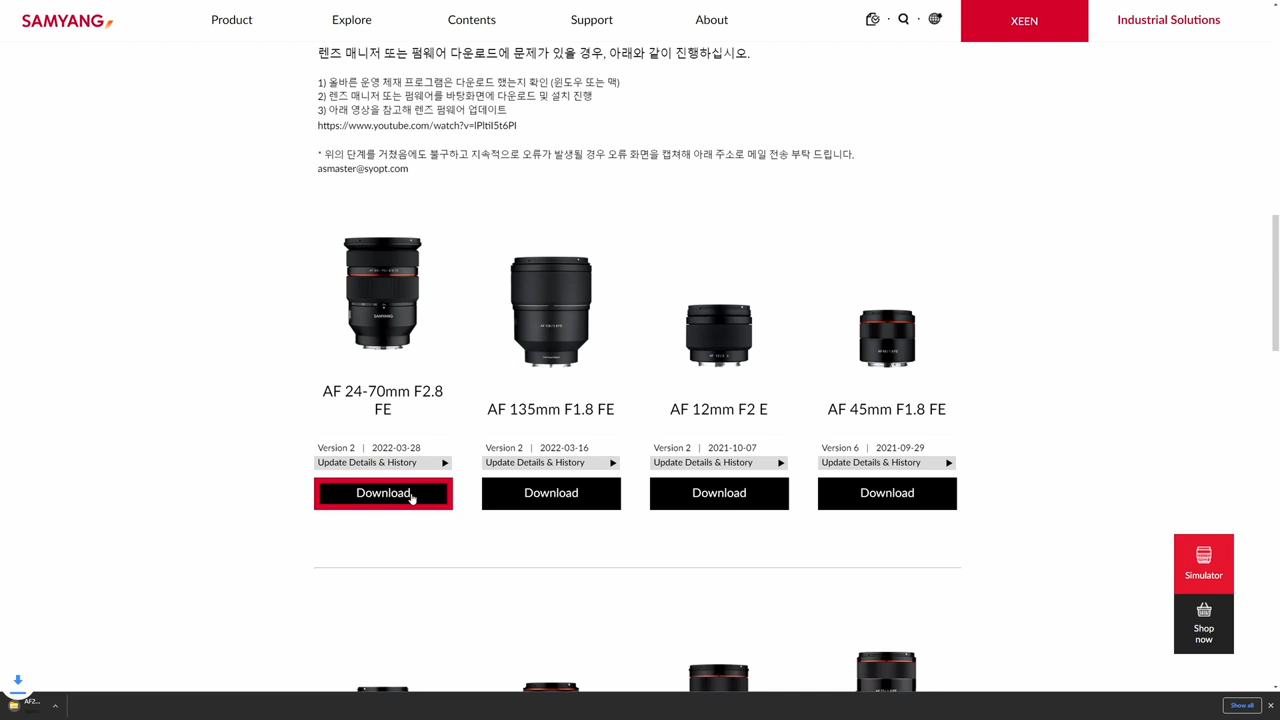 SAMYANG
Product
Explore
Contents
Support
About
XEEN
Industrial Solutions
렌즈 매니저 또는 펌웨어 다운로드에 문제가 있을 경우, 아래와 같이 진행하십시오.
1) 올바른 운영 체제 프로그램은 다운로드 했는지 확인 (윈도우 또는 맥)
2) 렌즈 매니저 또는 펌웨어를 바탕화면에 다운로드 및 설치 진행
3) 아래 영상을 참고해 렌즈 펌웨어 업데이트
https://www.youtube.com/watch?v=lPltiI5t6PI
* 위의 단계를 거쳤음에도 불구하고 지속적으로 오류가 발생될 경우 오류 화면을 캡쳐해 아래 주소로 메일 전송 부탁 드립니다.
asmaster@syopt.com
SAMYANG
AF 24-70mm F2.8
FE
AF 135mm F1.8 FE
AF 12mm F2 E
AF 45mm F1.8 FE
Version 2 | 2022-03-28
Version 2 | 2022-03-16
Version 2 | 2021-10-07
Version 6 | 2021-09-29
Update Details & History
Update Details & History
Update Details & History
Update Details & History
Download
Download
Download
Download
Simulator
Shop
now
AF2...
Show all